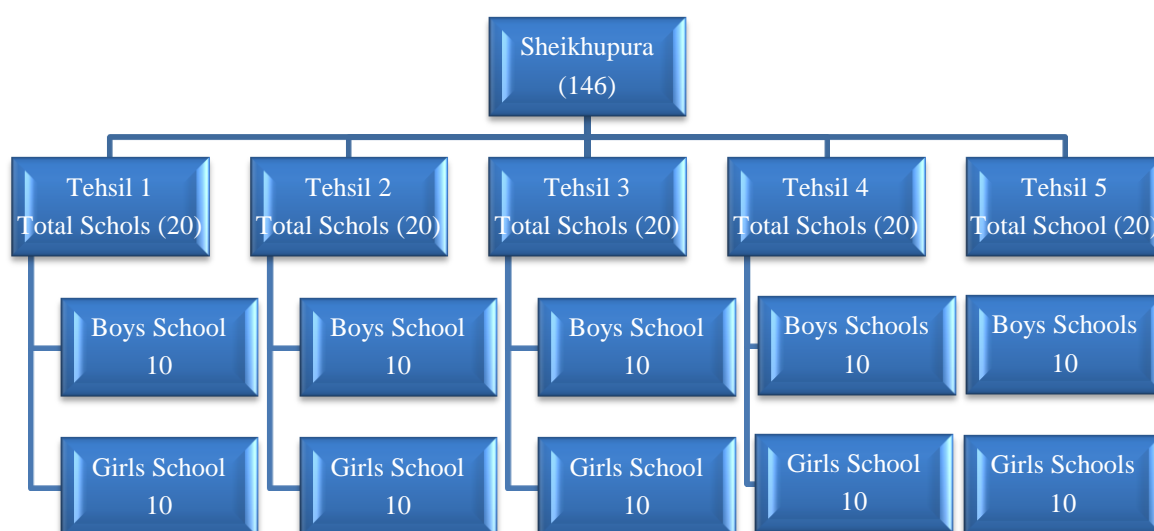 Sheikhupura
(146)
Tehsil 1
Total Schols (20)
Tehsil 2
Total Schols (20)
Tehsil 3
Total Schols (20)
Tehsil 4
Total Schols (20)
Tehsil 5
Total School (20)
Boys School
10
Boys School
10
Boys School
10
Boys Schools
10
Boys Schools
10
Girls School
10
Girls School
10
Girls School
10
Girls School
10
Girls Schools
10